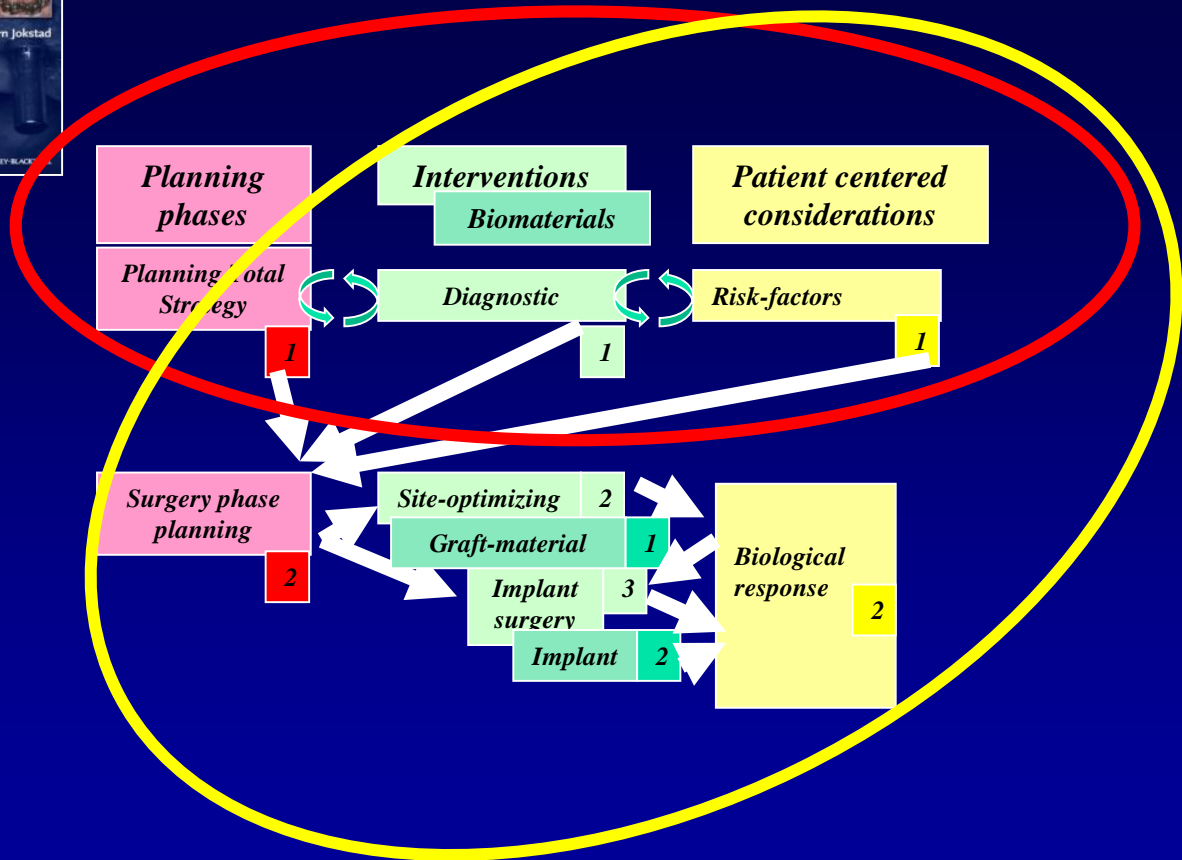 Jokstad
Planning
phases
Interventions
Biomaterials
Patient centered
considerations
Planning Total
Strategy
1
Diagnostic
1
Risk-factors
1
Surgery phase
planning
2
Site-optimizing 2
Graft-material 1
Implant 3
surgery
Implant 2
Biological
response
2